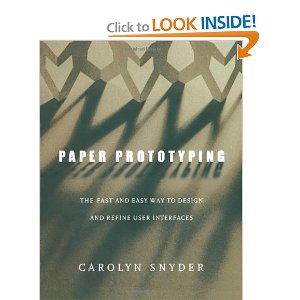 Click to LOOK INSIDE!
PAPER PROTOTYPING
THE FAST AND EASY WAY TO DESIGN
AND REFINE USER INTERFACES
CAROLYN SNYDER